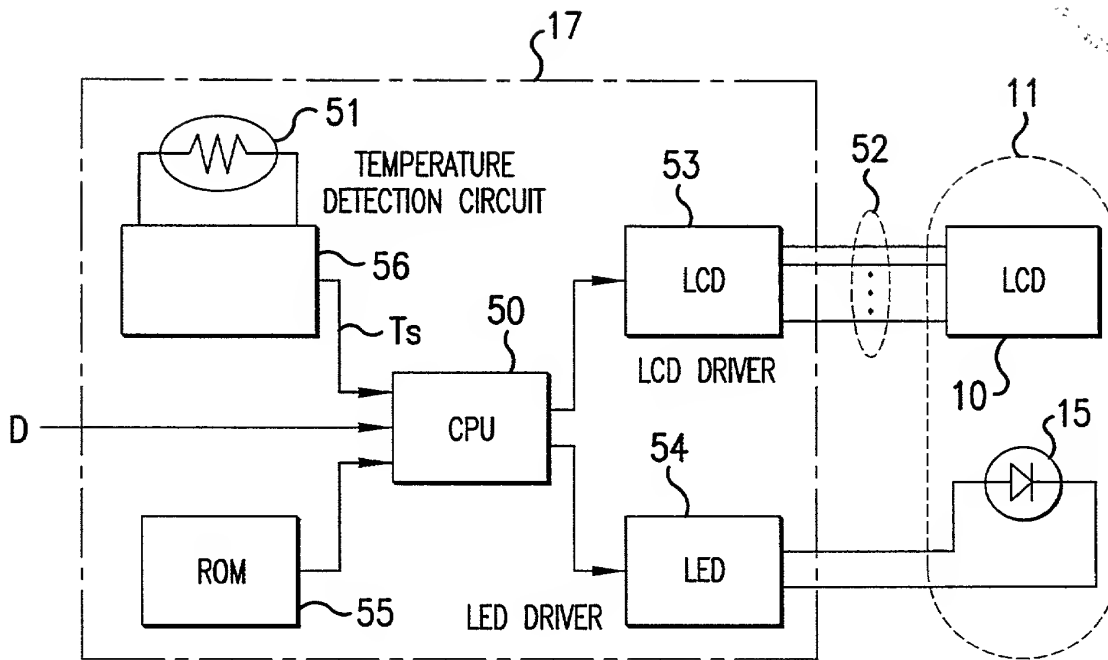 17
51
11
TEMPERATURE
DETECTION CIRCUIT
53
52
56
LCD
LCD
Ts
50
LCD DRIVER
10
D
CPU
15
54
ROM
LED
55
LED DRIVER